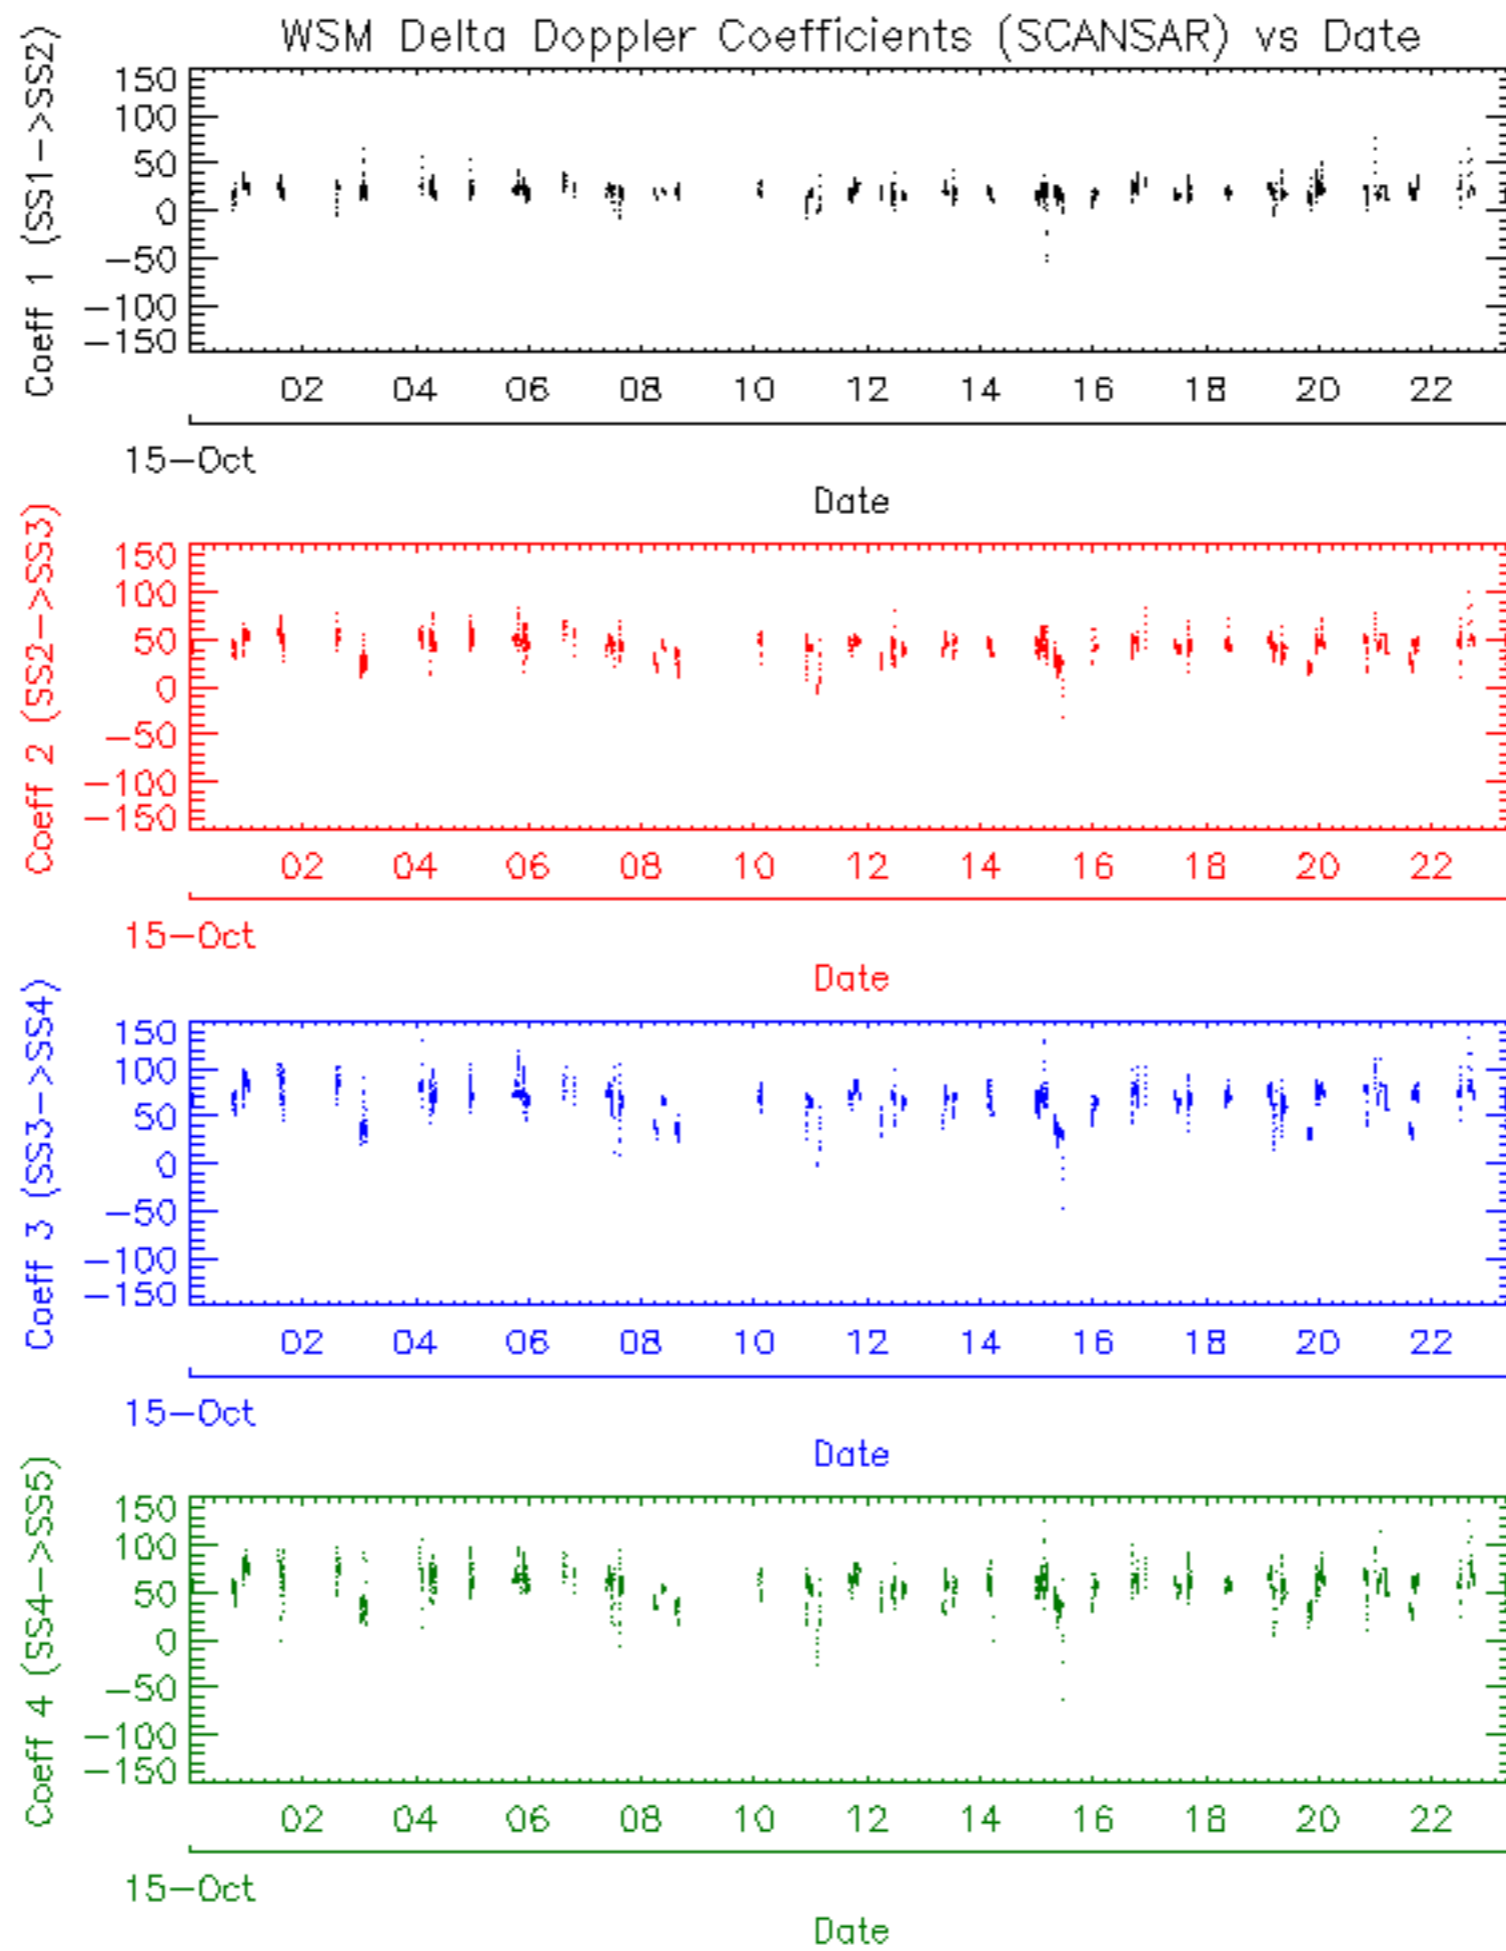 WSM Delta Doppler Coefficients (SCANSAR) vs Date
Coeff 1 (SS1->SS2)
150
100
50
0
-50
-100
-150
02 04 06 08 10 12 14 16 18 20 22
15-Oct
Date
Coeff 2 (SS2->SS3)
150
100
50
0
-50
-100
-150
02 04 06 08 10 12 14 16 18 20 22
15-Oct
Date
Coeff 3 (SS3->SS4)
150
100
50
0
-50
-100
-150
02 04 06 08 10 12 14 16 18 20 22
15-Oct
Date
Coeff 4 (SS4->SS5)
150
100
50
0
-50
-100
-150
02 04 06 08 10 12 14 16 18 20 22
15-Oct
Date